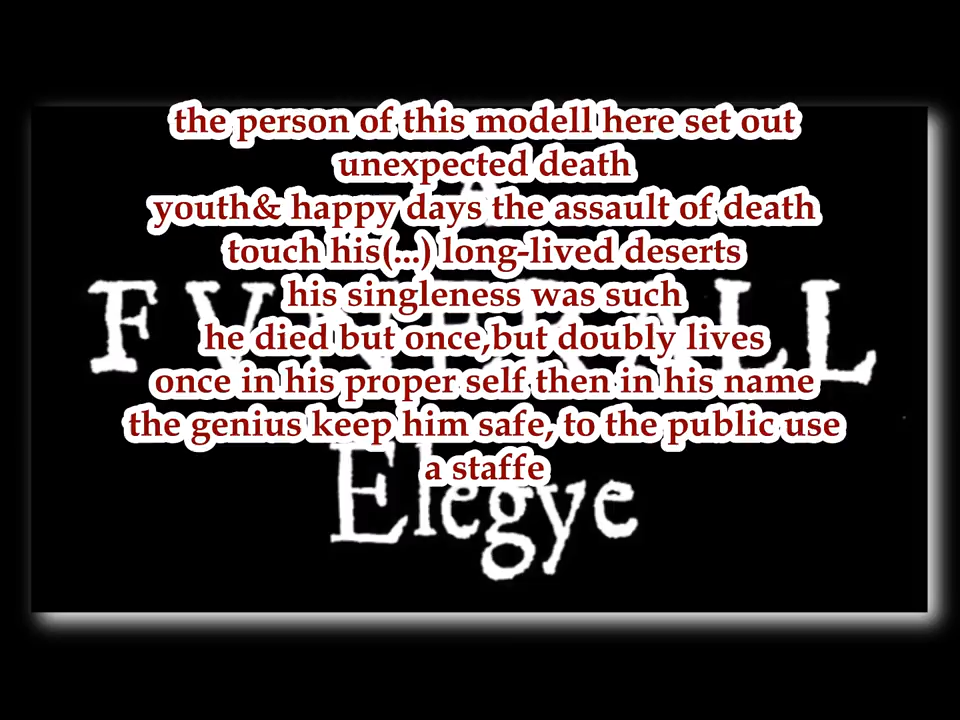 the person of this modell here set out
unexpected death
youth& happy days the assault of death
touch his(...) long-lived deserts
his singleness was such
he died but once,but doubly lives
once in his proper self then in his name
the genius keep him safe, to the public use
a staffe
A
FVNERALL
Elegye